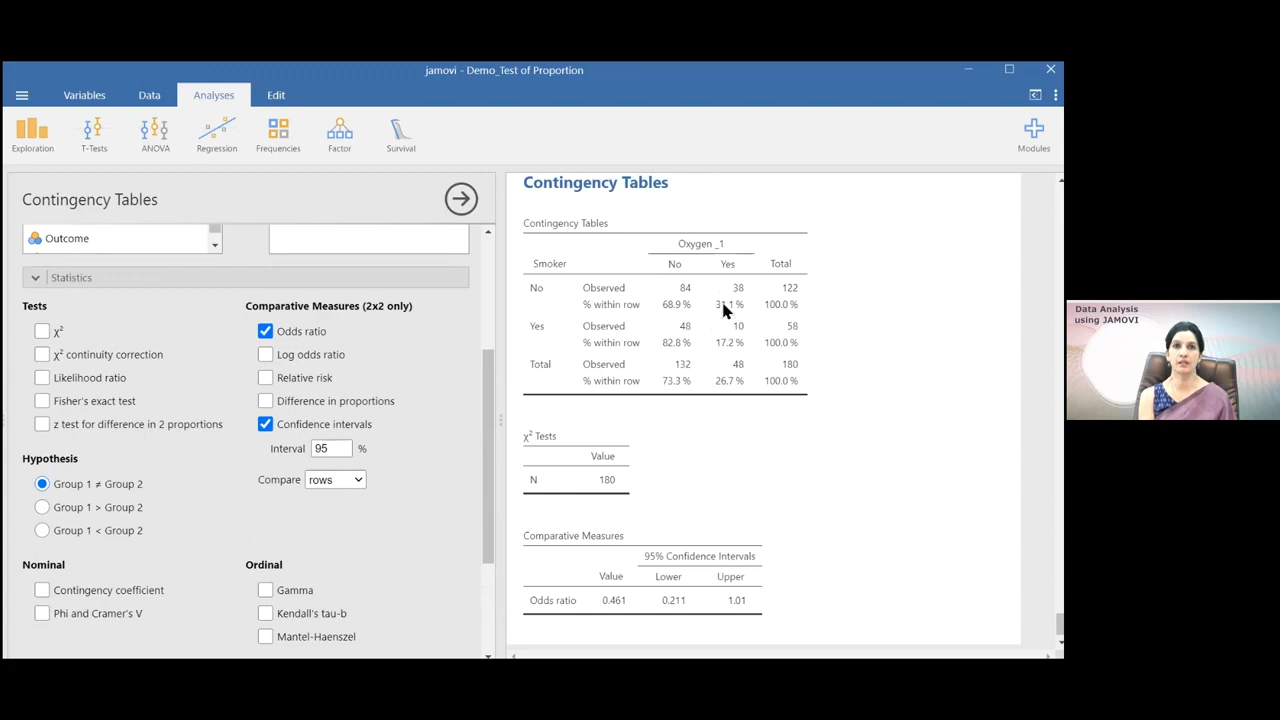 jamovi - Demo_Test of Proportion
Variables Data Analyses Edit
Exploration T-Tests ANOVA Regression Frequencies Factor Survival Modules
Contingency Tables
Outcome
Statistics
Tests
χ²
χ² continuity correction
Likelihood ratio
Fisher's exact test
z test for difference in 2 proportions
Hypothesis
Group 1 ≠ Group 2
Group 1 > Group 2
Group 1 < Group 2
Nominal
Contingency coefficient
Phi and Cramer's V
Comparative Measures (2x2 only)
Odds ratio
Log odds ratio
Relative risk
Difference in proportions
Confidence intervals
Interval 95 %
Compare rows
Ordinal
Gamma
Kendall's tau-b
Mantel-Haenszel
Contingency Tables
Contingency Tables
Oxygen _1
Smoker No Yes Total
No Observed 84 38 122
% within row 68.9 % 31.1 % 100.0 %
Yes Observed 48 10 58
% within row 82.8 % 17.2 % 100.0 %
Total Observed 132 48 180
% within row 73.3 % 26.7 % 100.0 %
χ² Tests
Value
N 180
Comparative Measures
95% Confidence Intervals
Value Lower Upper
Odds ratio 0.461 0.211 1.01
Data Analysis
using JAMOVI